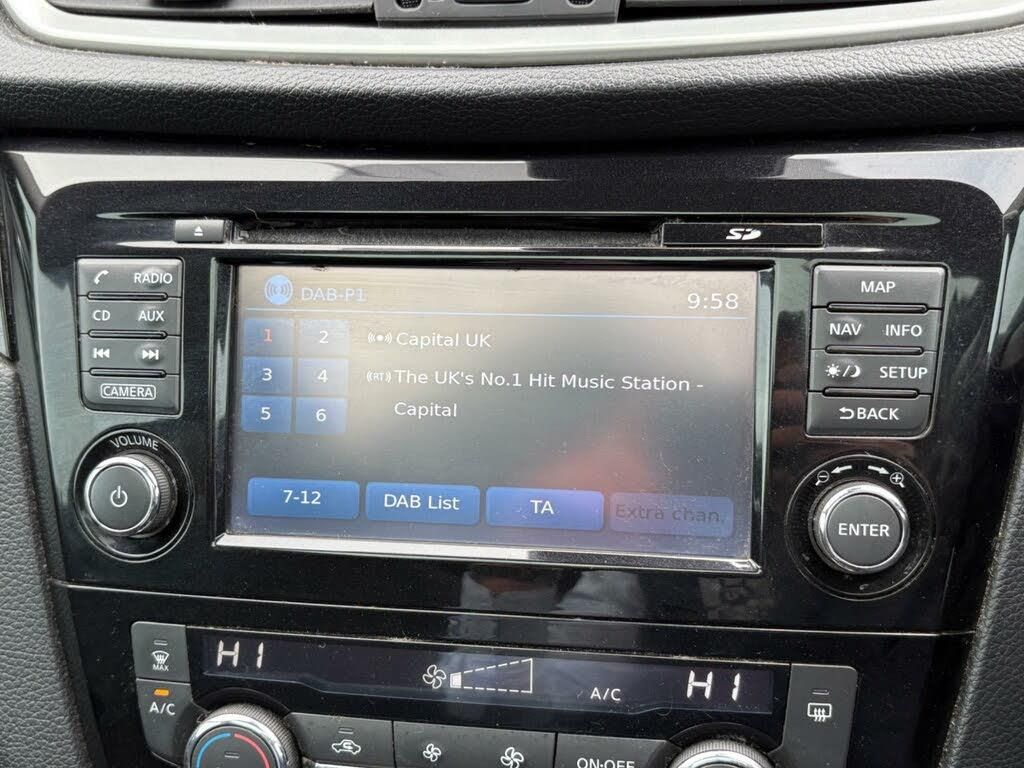 RADIO
CD AUX
CAMERA
VOLUME
SD
DAB-P1 9:58
1 2
3 4
5 6
Capital UK
(RT) The UK's No.1 Hit Music Station -
Capital
7-12 DAB List TA Extra chan.
MAP
NAV INFO
SETUP
BACK
ENTER
MAX
A/C
HI A/C HI
ON·OFF